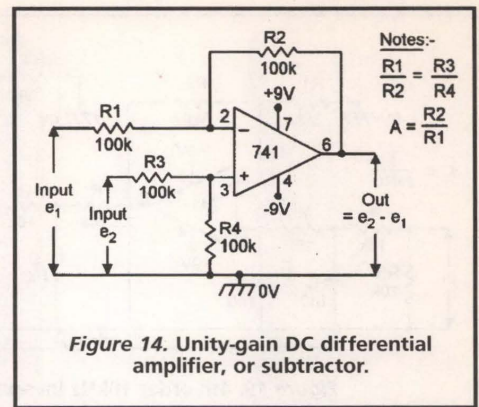 R2
100k
Notes:-
R1/R2 = R3/R4
A = R2/R1
+9V
R1
100k
2
7
6
741
R3
100k
3
4
-9V
Input
e₁
Input
e₂
R4
100k
Out
= e₂ - e₁
0V
Figure 14. Unity-gain DC differential
amplifier, or subtractor.